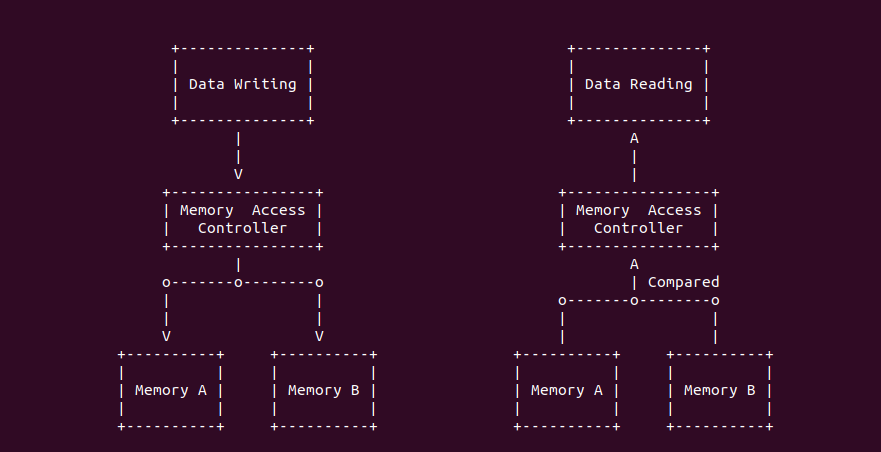 Data Writing
Data Reading
A
V
Memory  Access
Controller
Memory  Access
Controller
A
Compared
o-------o--------o
o-------o--------o
V V
Memory A
Memory B
Memory A
Memory B